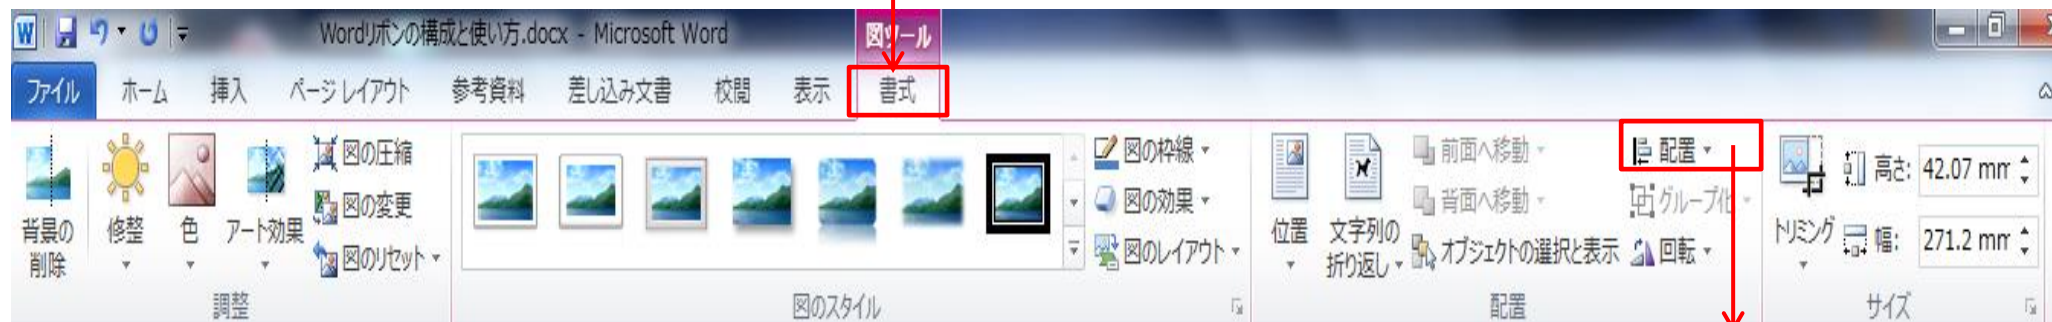 Wordリボンの構成と使い方.docx - Microsoft Word
図ツール
ファイル ホーム 挿入 ページ レイアウト 参考資料 差し込み文書 校閲 表示 書式
背景の
削除
修整
色
アート効果
図の圧縮
図の変更
図のリセット
調整
図の枠線
図の効果
図のレイアウト
図のスタイル
位置
文字列の
折り返し
前面へ移動
背面へ移動
オブジェクトの選択と表示
配置
グループ化
回転
配置
トリミング
高さ: 42.07 mm
幅: 271.2 mm
サイズ